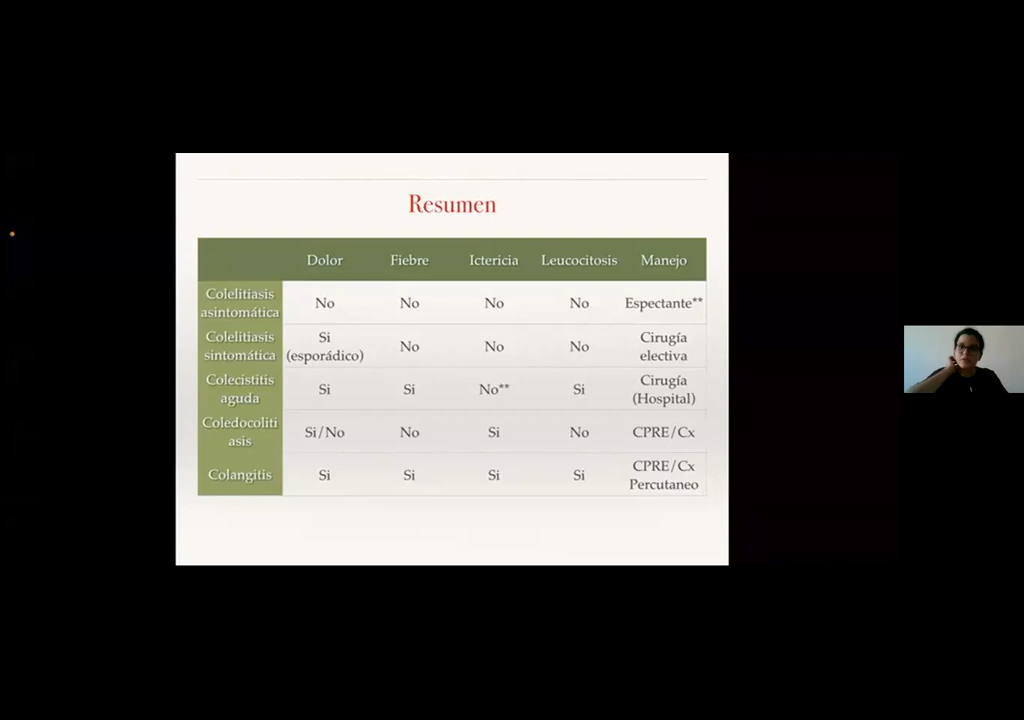 Resumen
Dolor Fiebre Ictericia Leucocitosis Manejo
Colelitiasis
asintomática
No No No No Espectante**
Colelitiasis
sintomática
Si
(esporádico)
No No No
Cirugía
electiva
Colecistitis
aguda
Si Si No** Si
Cirugía
(Hospital)
Coledocoliti
asis
Si/No No Si No CPRE/Cx
Colangitis
Si Si Si Si
CPRE/Cx
Percutaneo